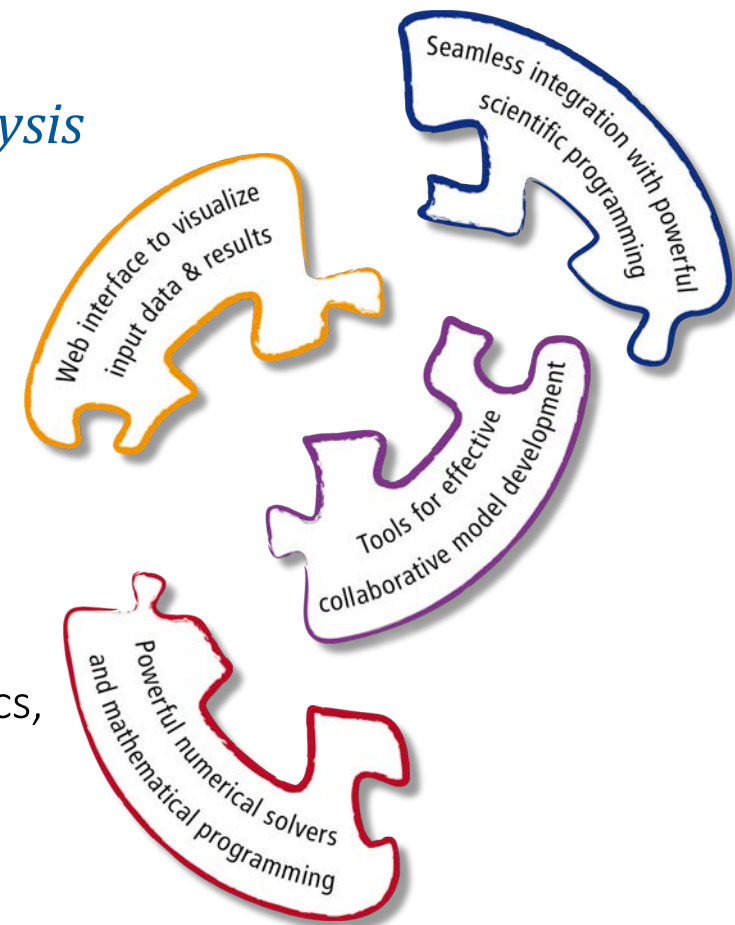 ysis
Seamless integration with powerful
scientific programming
Web interface to visualize
input data & results
Tools for effective
collaborative model development
cs,
Powerful numerical solvers
and mathematical programming